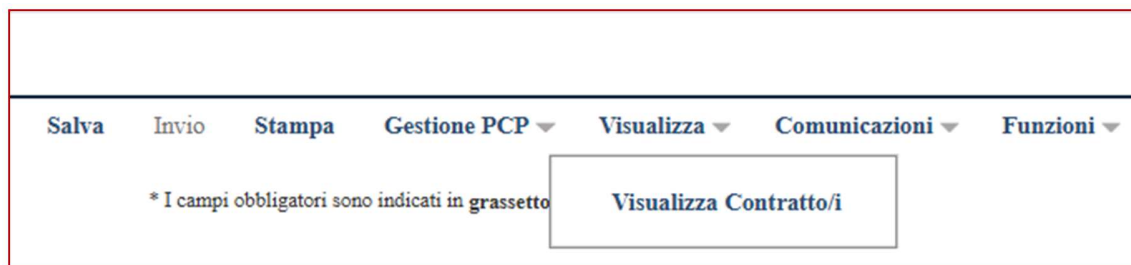 Salva Invio Stampa Gestione PCP Visualizza Comunicazioni Funzioni
* I campi obbligatori sono indicati in grassetto
Visualizza Contratto/i